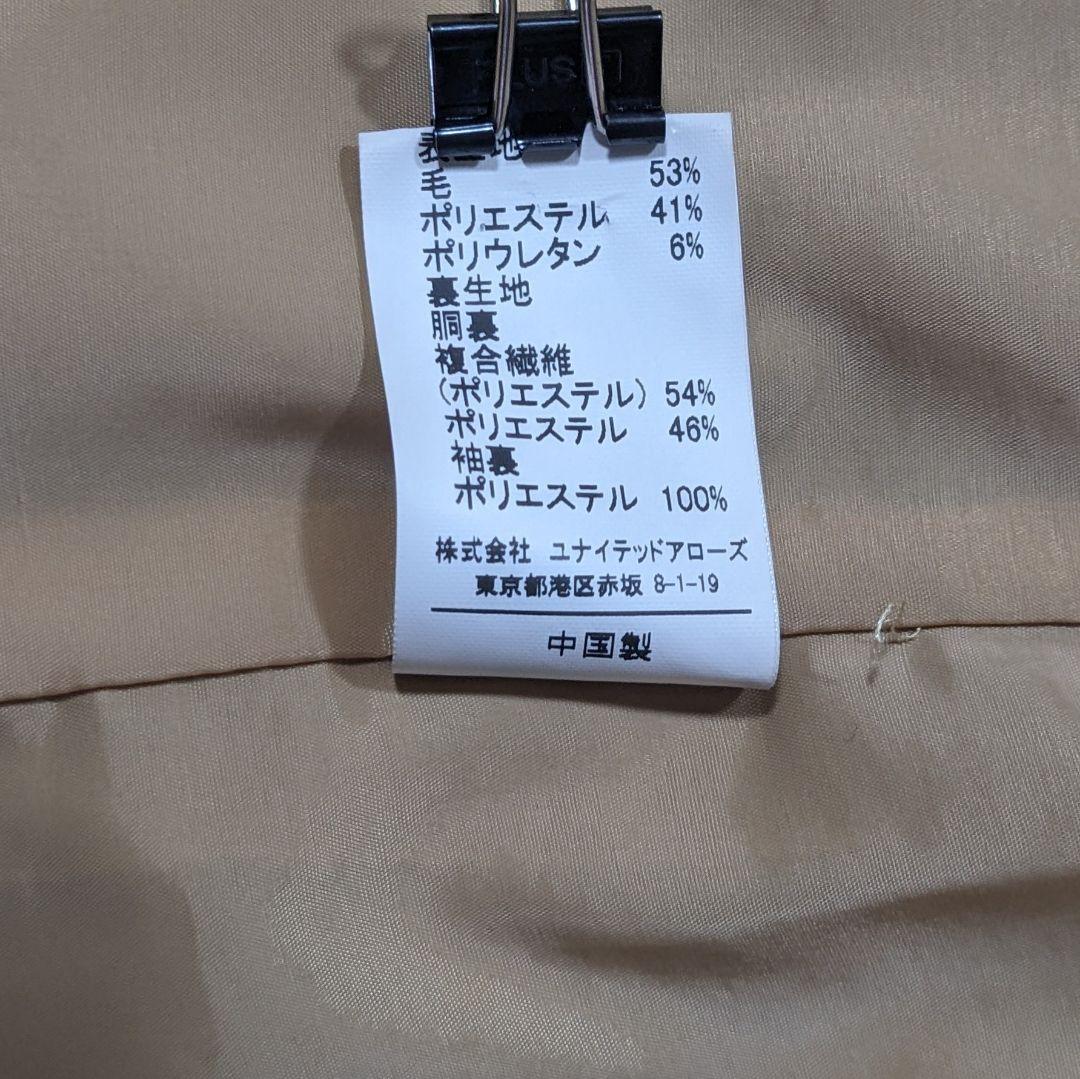 表生地
毛 53%
ポリエステル 41%
ポリウレタン 6%
裏生地
胴裏
複合繊維
(ポリエステル) 54%
ポリエステル 46%
袖裏
ポリエステル 100%
株式会社 ユナイテッドアローズ
東京都港区赤坂 8-1-19
中国製